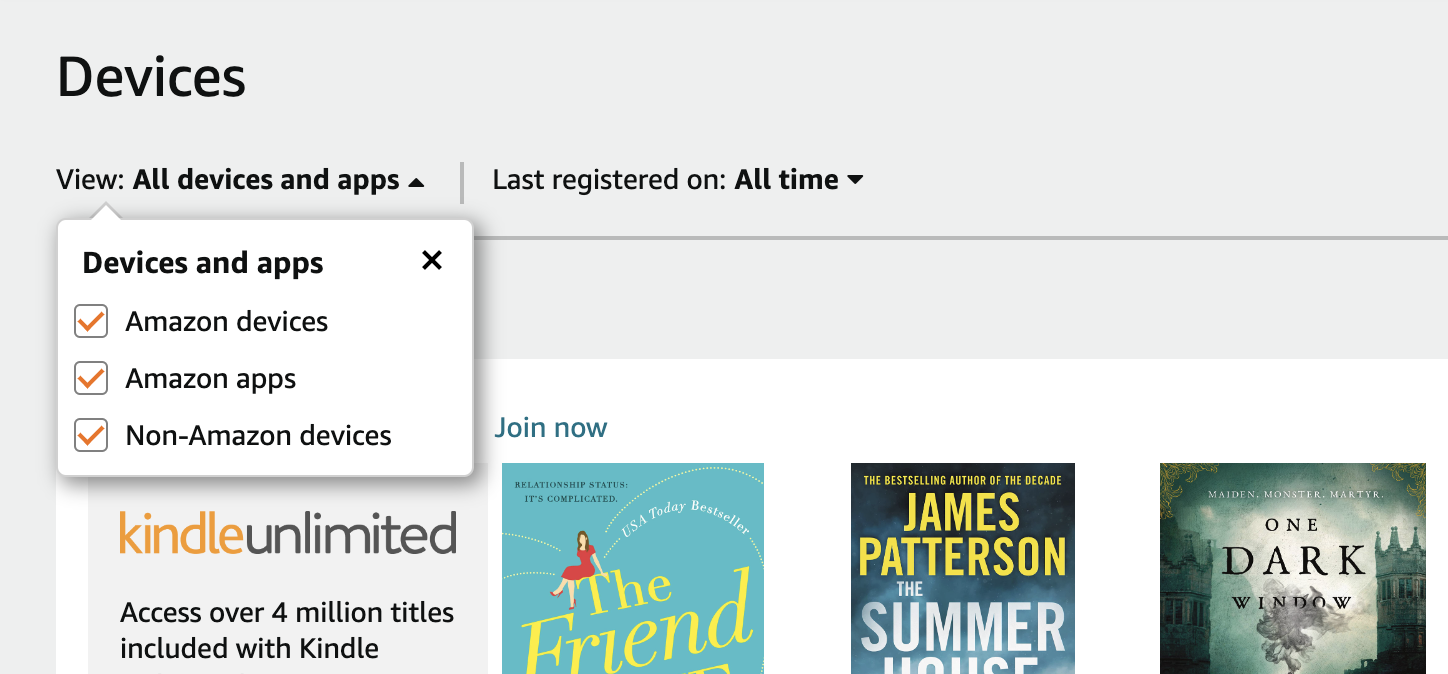 Devices
View: All devices and apps
Last registered on: All time
Devices and apps
Amazon devices
Amazon apps
Non-Amazon devices
Join now
kindleunlimited
Access over 4 million titles
included with Kindle
RELATIONSHIP STATUS:
IT'S COMPLICATED.
USA Today Bestseller
The
Friend
THE BESTSELLING AUTHOR OF THE DECADE
JAMES
PATTERSON
THE
SUMMER
HOUSE
MAIDEN. MONSTER. MARTYR.
ONE
DARK
WINDOW